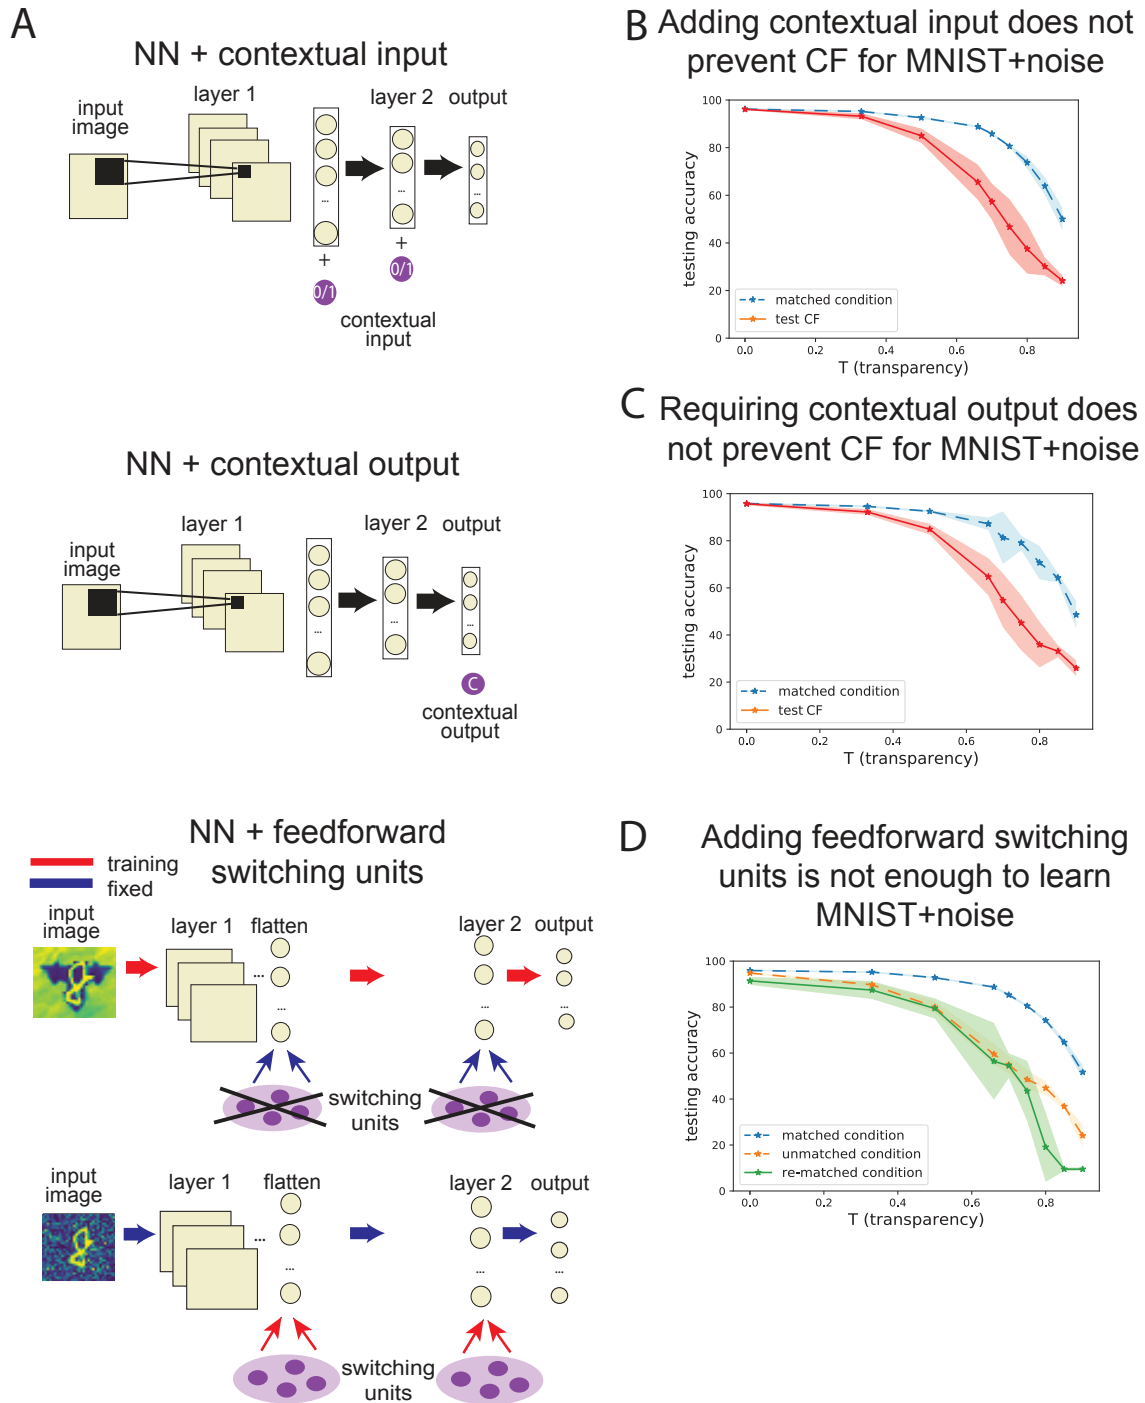 A
NN + contextual input
input
image
layer 1
layer 2
output
...
...
...
+
+
0/1
0/1
contextual
input
B
Adding contextual input does not
prevent CF for MNIST+noise
100
80
60
40
20
0
testing accuracy
matched condition
test CF
0.0
0.2
0.4
0.6
0.8
T (transparency)
NN + contextual output
input
image
layer 1
layer 2
output
...
...
...
C
contextual
output
C
Requiring contextual output does
not prevent CF for MNIST+noise
100
80
60
40
20
0
testing accuracy
matched condition
test CF
0.0
0.2
0.4
0.6
0.8
T (transparency)
NN + feedforward
switching units
training
fixed
input
image
layer 1
flatten
layer 2
output
...
...
...
...
switching
units
input
image
layer 1
flatten
layer 2
output
...
...
...
...
switching
units
D
Adding feedforward switching
units is not enough to learn
MNIST+noise
100
80
60
40
20
0
testing accuracy
matched condition
unmatched condition
re-matched condition
0.0
0.2
0.4
0.6
0.8
T (transparency)